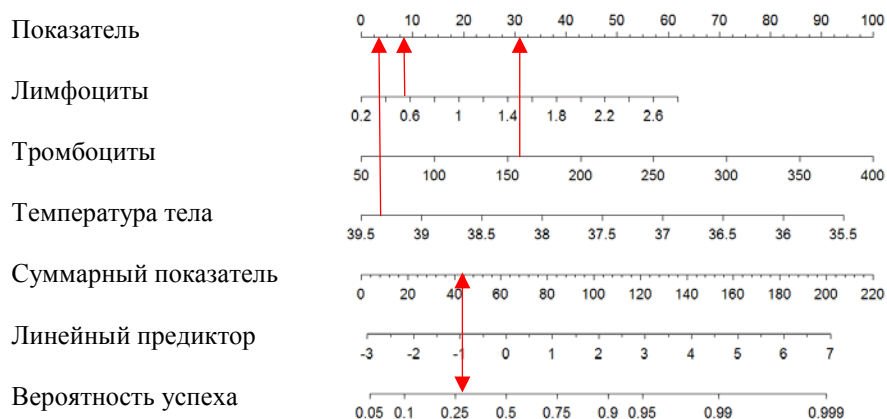 Показатель 0 10 20 30 40 50 60 70 80 90 100
Лимфоциты
0.2 0.6 1 1.4 1.8 2.2 2.6
Тромбоциты
50 100 150 200 250 300 350 400
Температура тела
39.5 39 38.5 38 37.5 37 36.5 36 35.5
Суммарный показатель
0 20 40 60 80 100 120 140 160 180 200 220
Линейный предиктор
-3 -2 -1 0 1 2 3 4 5 6 7
Вероятность успеха
0.05 0.1 0.25 0.5 0.75 0.9 0.95 0.99 0.999